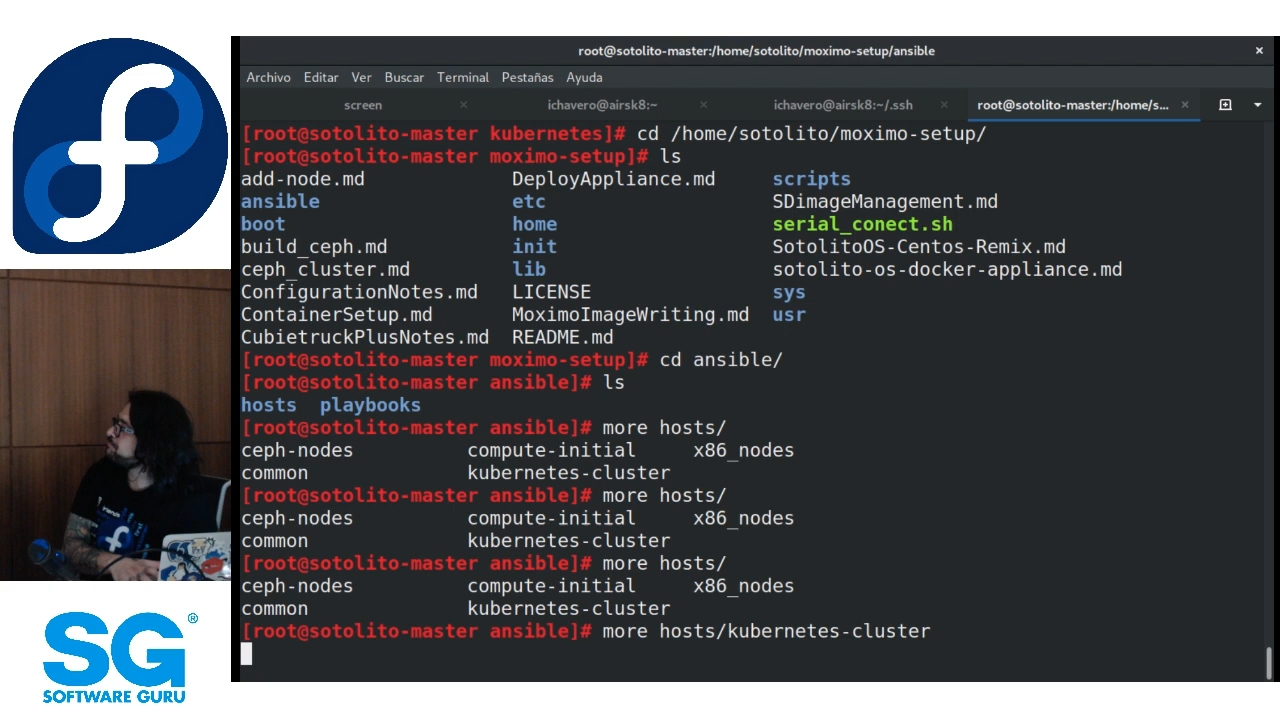 root@sotolito-master:/home/sotolito/moximo-setup/ansible
Archivo Editar Ver Buscar Terminal Pestañas Ayuda
screen ichavero@airsk8:~ ichavero@airsk8:~/.ssh root@sotolito-master:/home/s...
[root@sotolito-master kubernetes]# cd /home/sotolito/moximo-setup/
[root@sotolito-master moximo-setup]# ls
add-node.md DeployAppliance.md scripts
ansible etc SDimageManagement.md
boot home serial_conect.sh
build_ceph.md init SotolitoOS-Centos-Remix.md
ceph_cluster.md lib sotolito-os-docker-appliance.md
ConfigurationNotes.md LICENSE sys
ContainerSetup.md MoximoImageWriting.md usr
CubietruckPlusNotes.md README.md
[root@sotolito-master moximo-setup]# cd ansible/
[root@sotolito-master ansible]# ls
hosts playbooks
[root@sotolito-master ansible]# more hosts/
ceph-nodes compute-initial x86_nodes
common kubernetes-cluster
[root@sotolito-master ansible]# more hosts/
ceph-nodes compute-initial x86_nodes
common kubernetes-cluster
[root@sotolito-master ansible]# more hosts/
ceph-nodes compute-initial x86_nodes
common kubernetes-cluster
[root@sotolito-master ansible]# more hosts/kubernetes-cluster
SG®
SOFTWARE GURU